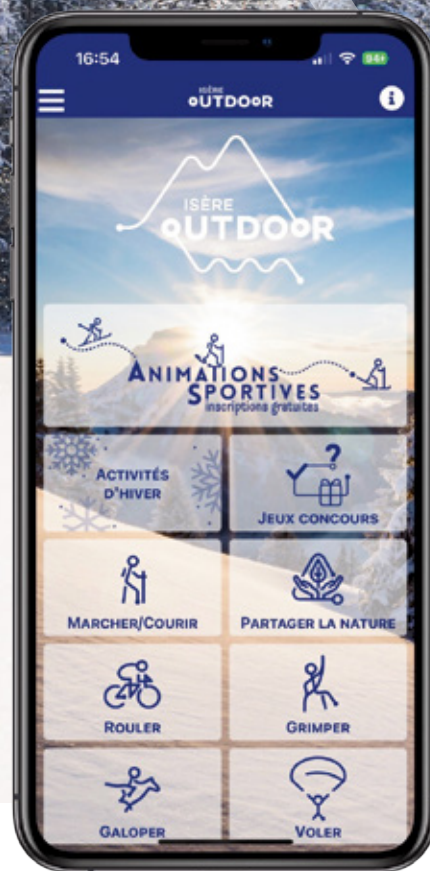 16:54
94+
ISÈRE
OUTDOOR
i
ISÈRE
OUTDOOR
ANIMATIONS
SPORTIVES
inscriptions gratuites
ACTIVITÉS
D'HIVER
?
JEUX CONCOURS
MARCHER/COURIR
PARTAGER LA NATURE
ROULER
GRIMPER
GALOPER
VOLER